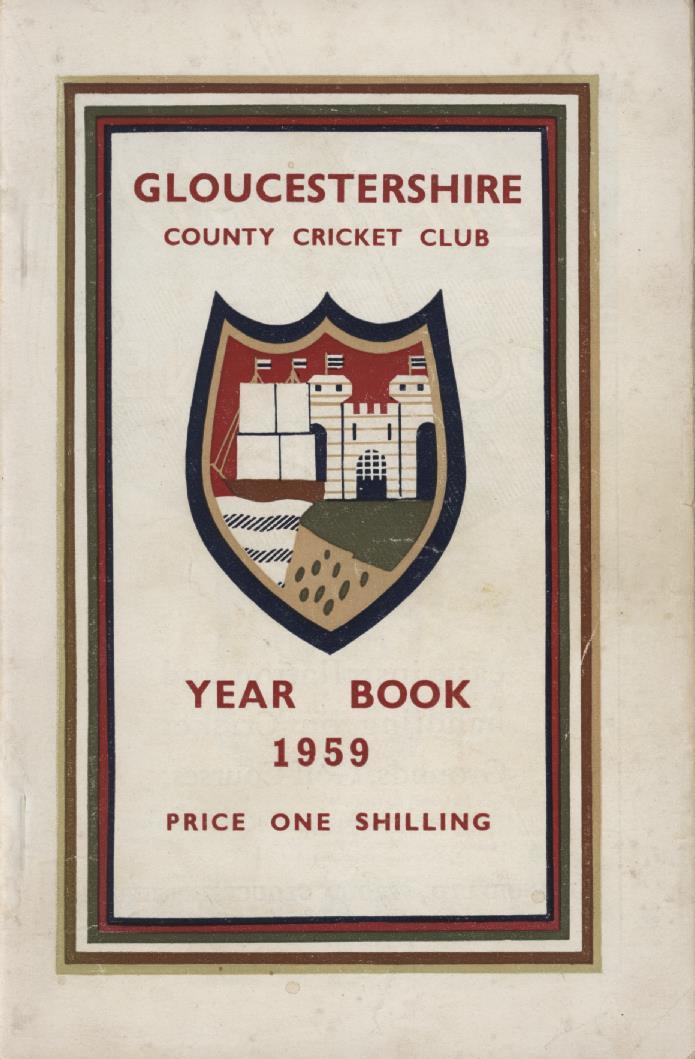 GLOUCESTERSHIRE
COUNTY CRICKET CLUB
YEAR BOOK
1959
PRICE ONE SHILLING